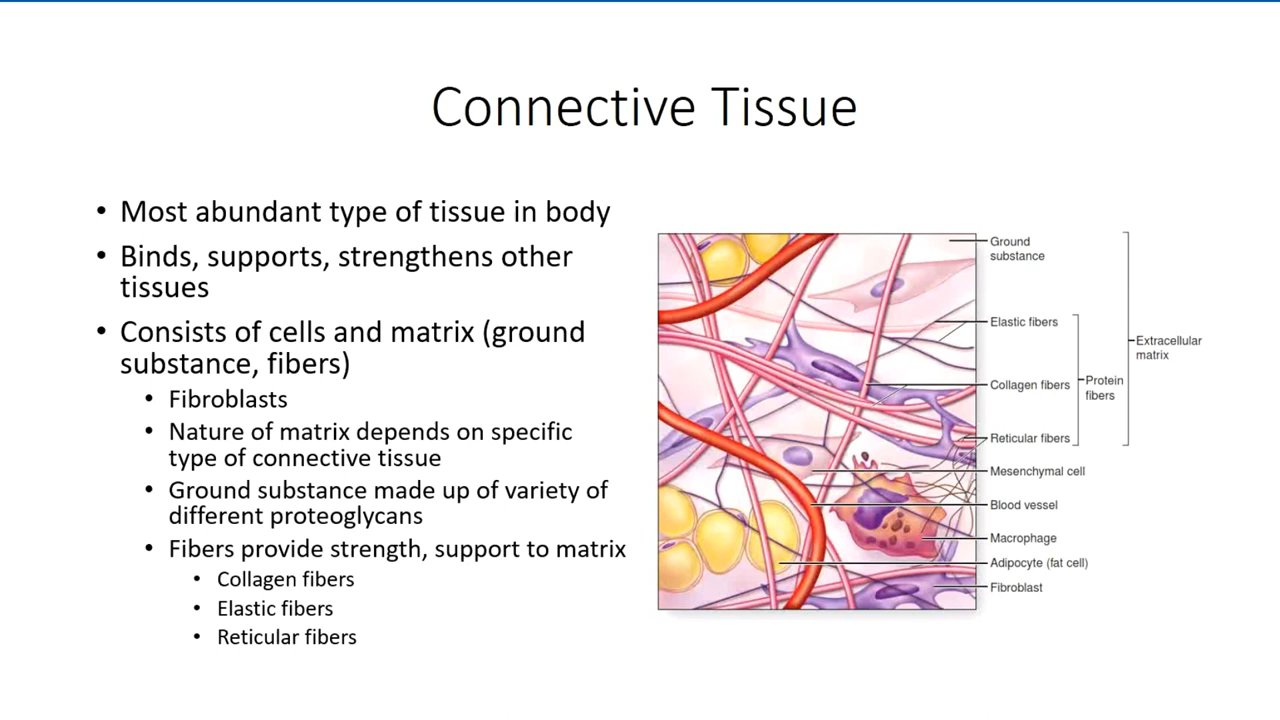 Connective Tissue
• Most abundant type of tissue in body
• Binds, supports, strengthens other
tissues
• Consists of cells and matrix (ground
substance, fibers)
• Fibroblasts
• Nature of matrix depends on specific
type of connective tissue
• Ground substance made up of variety of
different proteoglycans
• Fibers provide strength, support to matrix
• Collagen fibers
• Elastic fibers
• Reticular fibers
Ground
substance
Elastic fibers
Collagen fibers
Reticular fibers
Protein
fibers
Extracellular
matrix
Mesenchymal cell
Blood vessel
Macrophage
Adipocyte (fat cell)
Fibroblast